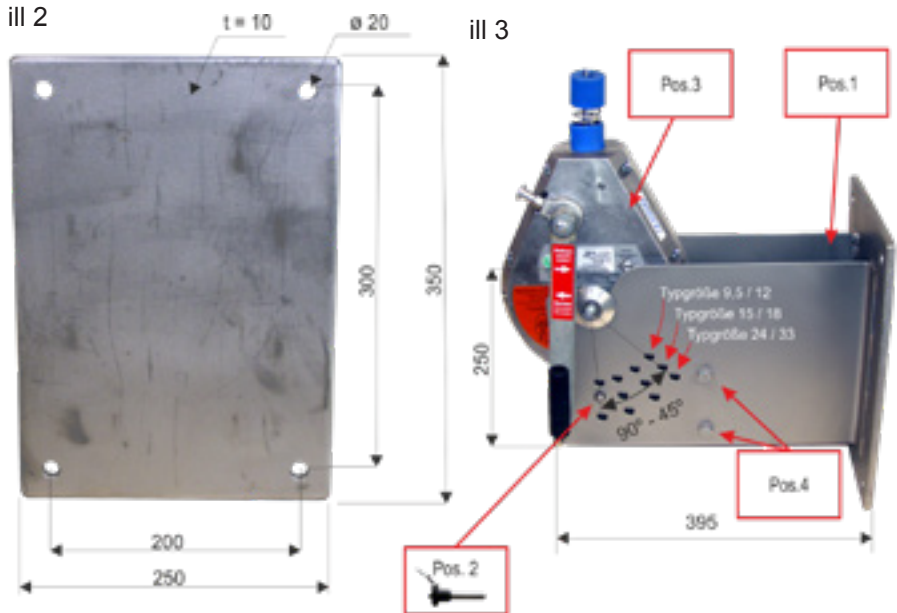 ill 2
t = 10
ø 20
300
350
200
250
ill 3
Pos.3
Pos.1
Typgröße 9,5 / 12
Typgröße 15 / 18
Typgröße 24 / 33
250
90° - 45°
Pos.4
395
Pos. 2